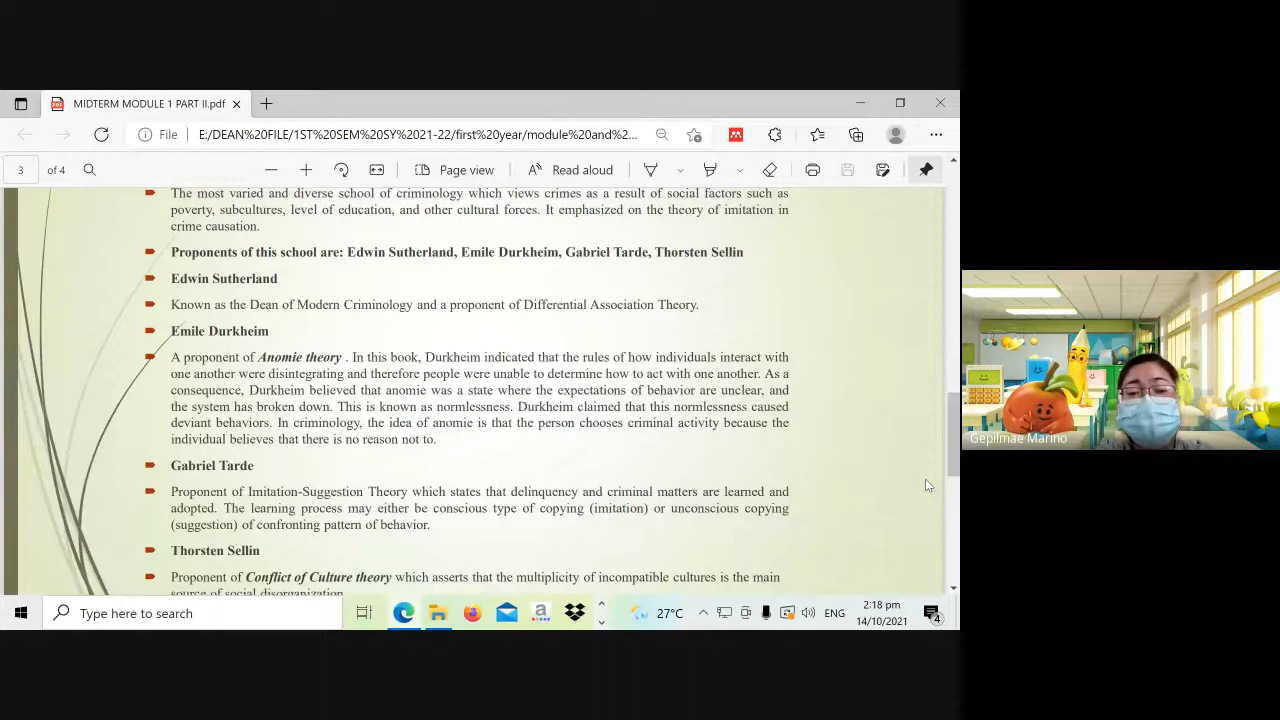 MIDTERM MODULE 1 PART II.pdf
File
E:/DEAN%20FILE/1ST%20SEM%20SY%202021-22/first%20year/module%20and%2...
3 of 4
Page view
Read aloud
The most varied and diverse school of criminology which views crimes as a result of social factors such as
poverty, subcultures, level of education, and other cultural forces. It emphasized on the theory of imitation in
crime causation.
Proponents of this school are: Edwin Sutherland, Emile Durkheim, Gabriel Tarde, Thorsten Sellin
Edwin Sutherland
Known as the Dean of Modern Criminology and a proponent of Differential Association Theory.
Emile Durkheim
A proponent of Anomie theory . In this book, Durkheim indicated that the rules of how individuals interact with
one another were disintegrating and therefore people were unable to determine how to act with one another. As a
consequence, Durkheim believed that anomie was a state where the expectations of behavior are unclear, and
the system has broken down. This is known as normlessness. Durkheim claimed that this normlessness caused
deviant behaviors. In criminology, the idea of anomie is that the person chooses criminal activity because the
individual believes that there is no reason not to.
Gabriel Tarde
Proponent of Imitation-Suggestion Theory which states that delinquency and criminal matters are learned and
adopted. The learning process may either be conscious type of copying (imitation) or unconscious copying
(suggestion) of confronting pattern of behavior.
Thorsten Sellin
Proponent of Conflict of Culture theory which asserts that the multiplicity of incompatible cultures is the main
source of social disorganization
Gepilmae Marino
Type here to search
27°C
ENG
2:18 pm
14/10/2021
4